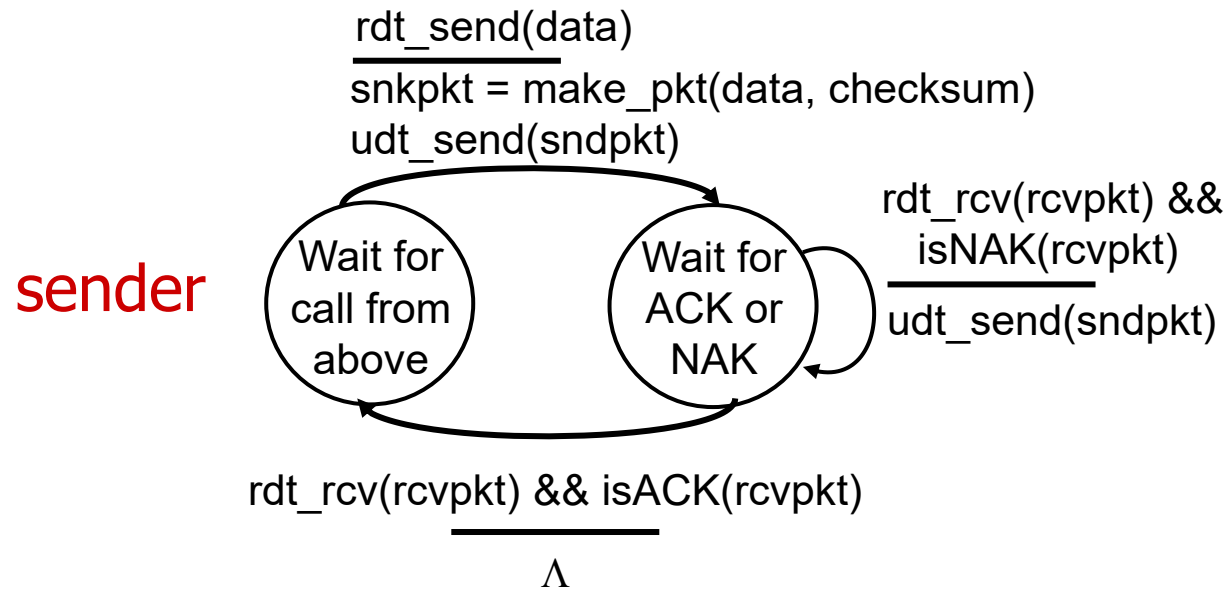 rdt_send(data)
snkpkt = make_pkt(data, checksum)
udt_send(sndpkt)
sender
Wait for
call from
above
Wait for
ACK or
NAK
rdt_rcv(rcvpkt) &&
isNAK(rcvpkt)
udt_send(sndpkt)
rdt_rcv(rcvpkt) && isACK(rcvpkt)
Λ